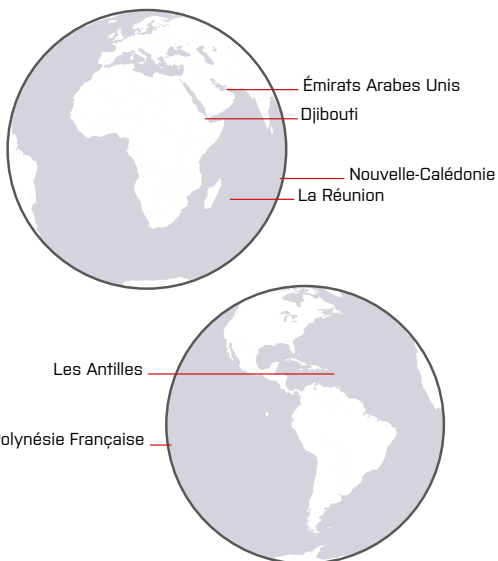 Émirats Arabes Unis
Djibouti
Nouvelle-Calédonie
La Réunion
Les Antilles
olynésie Française